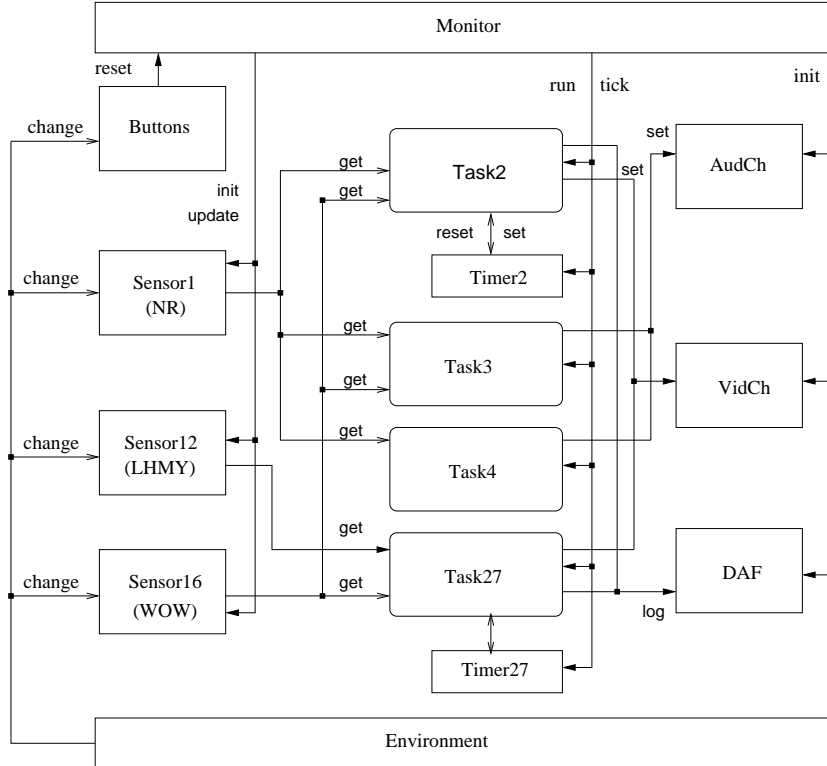 Monitor
reset
run
tick
init
Buttons
change
set
AudCh
get
Task2
set
get
init
update
reset
set
change
Sensor1
(NR)
Timer2
get
Task3
get
VidCh
change
Sensor12
(LHMY)
get
Task4
get
change
Sensor16
(WOW)
get
Task27
DAF
log
Timer27
Environment